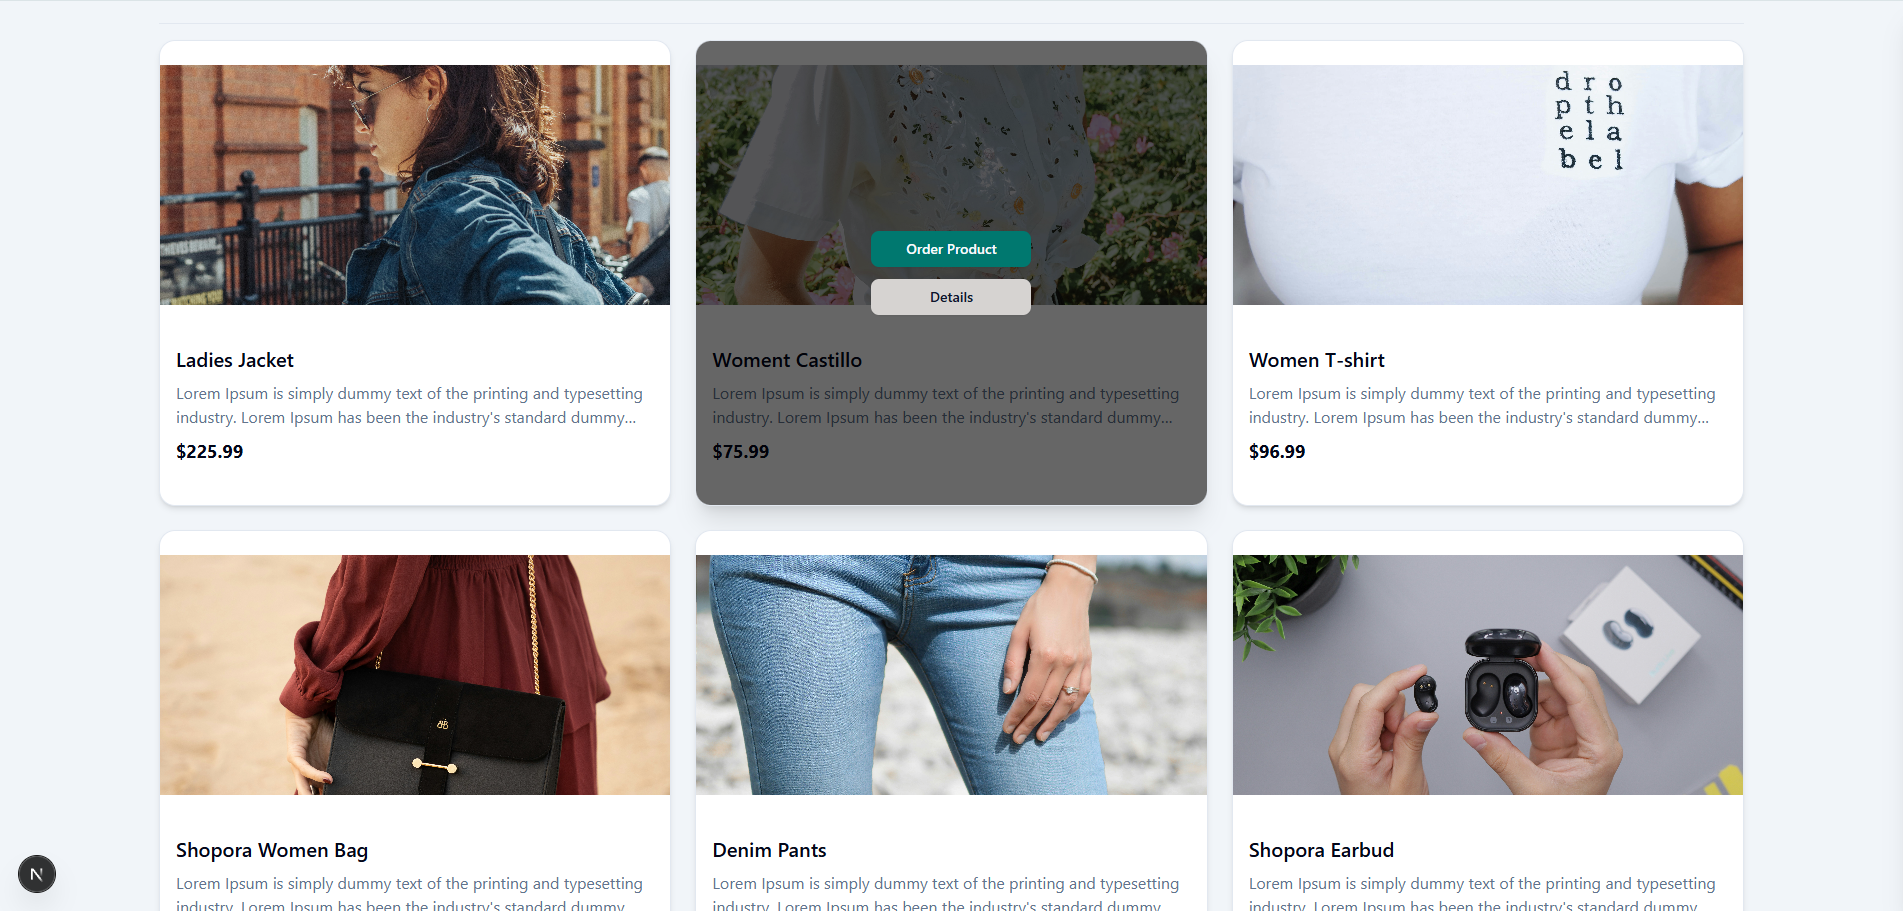 d r o
p t h
e l a
b e l
Order Product
Details
Ladies Jacket
Lorem Ipsum is simply dummy text of the printing and typesetting
industry. Lorem Ipsum has been the industry's standard dummy...
$225.99
Woment Castillo
Lorem Ipsum is simply dummy text of the printing and typesetting
industry. Lorem Ipsum has been the industry's standard dummy...
$75.99
Women T-shirt
Lorem Ipsum is simply dummy text of the printing and typesetting
industry. Lorem Ipsum has been the industry's standard dummy...
$96.99
Shopora Women Bag
Lorem Ipsum is simply dummy text of the printing and typesetting
industry. Lorem Ipsum has been the industry's standard dummy
Denim Pants
Lorem Ipsum is simply dummy text of the printing and typesetting
industry. Lorem Ipsum has been the industry's standard dummy
Shopora Earbud
Lorem Ipsum is simply dummy text of the printing and typesetting
industry. Lorem Ipsum has been the industry's standard dummy
N